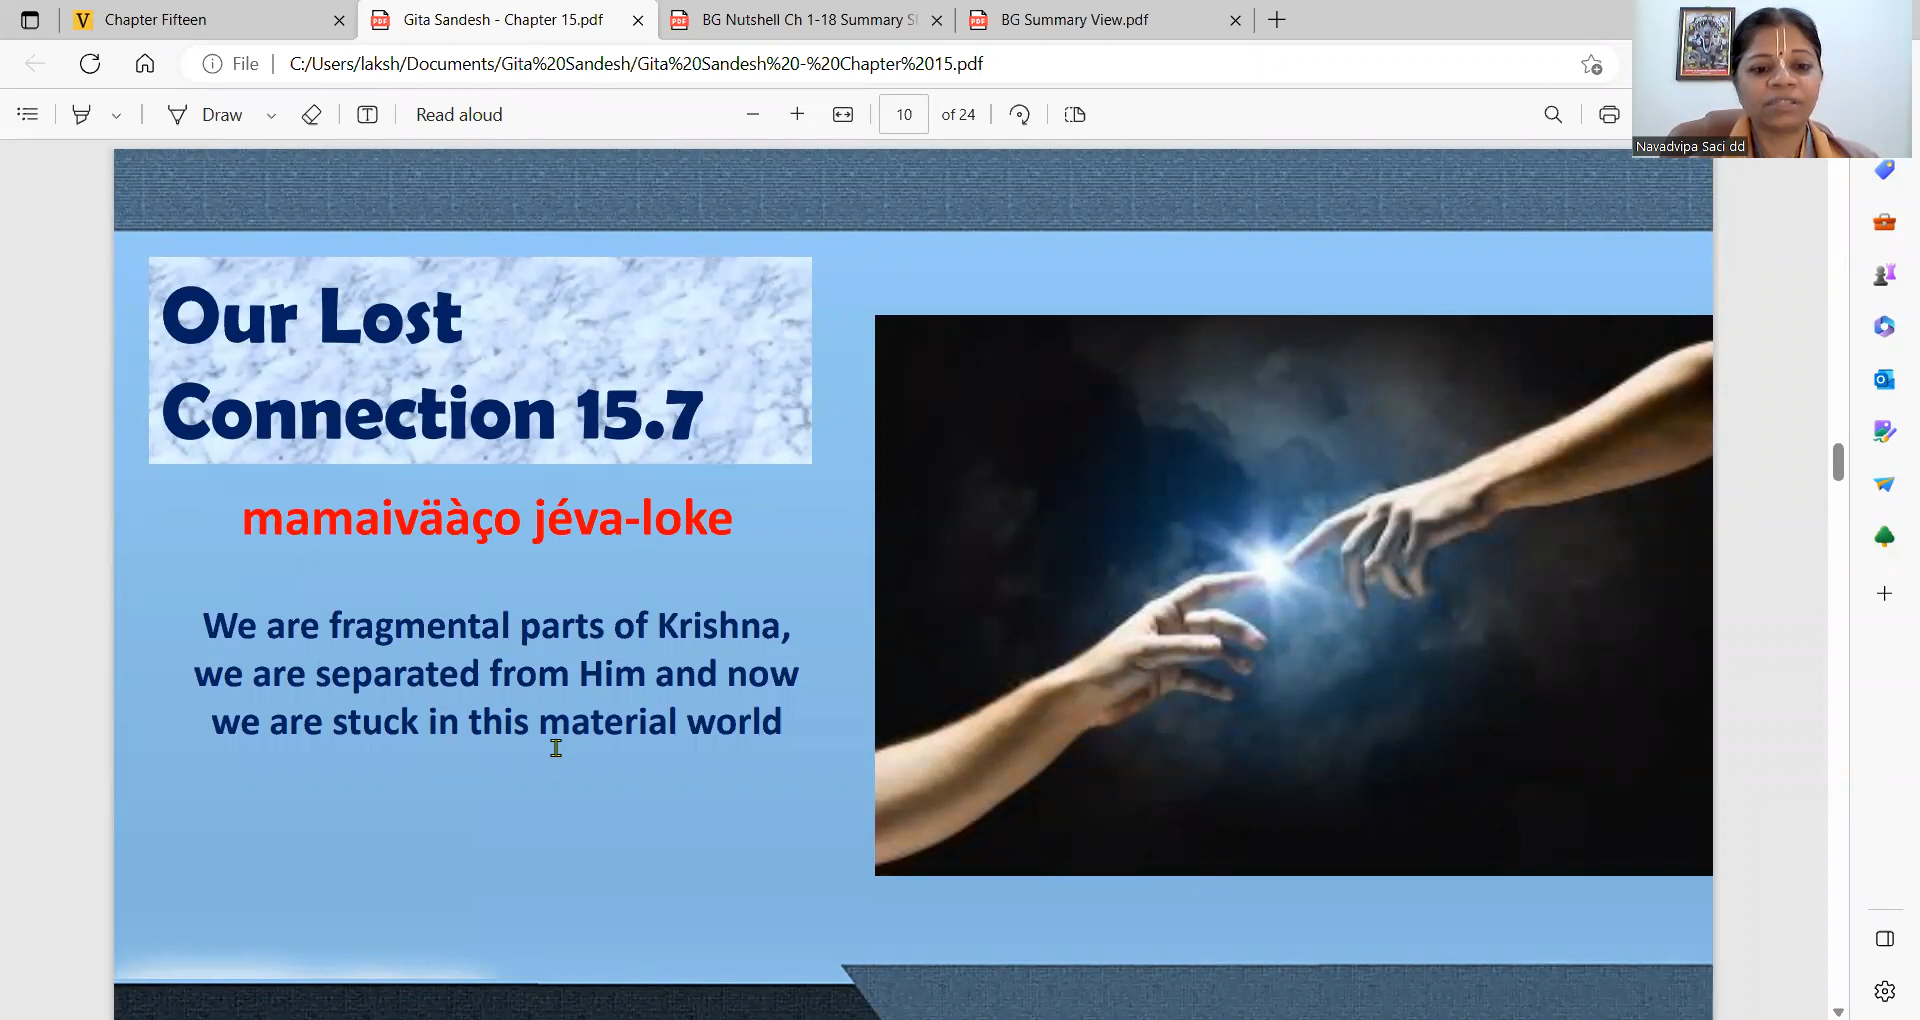 Chapter Fifteen
Gita Sandesh - Chapter 15.pdf
BG Nutshell Ch 1-18 Summary
BG Summary View.pdf
File
C:/Users/laksh/Documents/Gita%20Sandesh/Gita%20Sandesh%20-%20Chapter%2015.pdf
Draw
Read aloud
10
of 24
Navadvipa Saci dd
Our Lost
Connection 15.7
mamaiväàço jéva-loke
We are fragmental parts of Krishna,
we are separated from Him and now
we are stuck in this material world